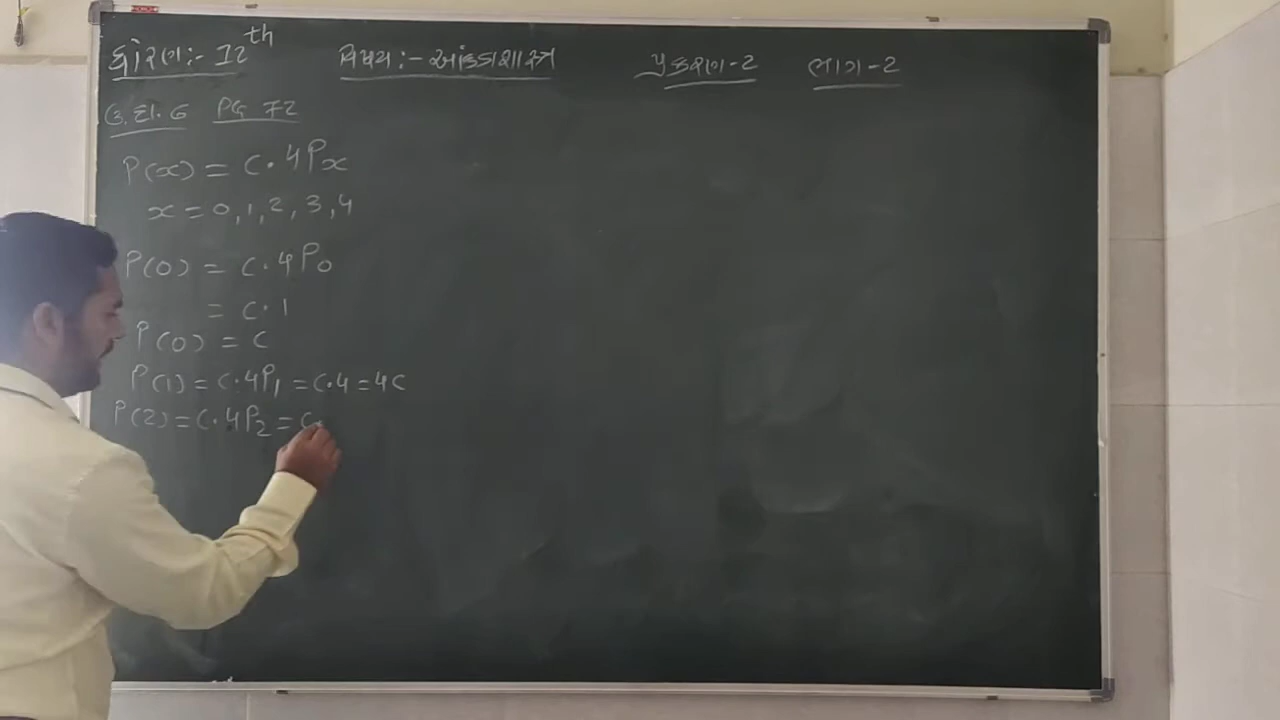 ધોરણ:- 12th વિષય:- આંકડાશાસ્ત્ર પ્રકરણ-2 ભાગ-2
ઉ.દા. 6 PG 72
P(x) = C.4Px
x = 0,1,2,3,4
P(0) = C.4P0
= C.1
P(0) = C
P(1) = C.4P1 = C.4 = 4C
P(2) = C.4P2 = C.